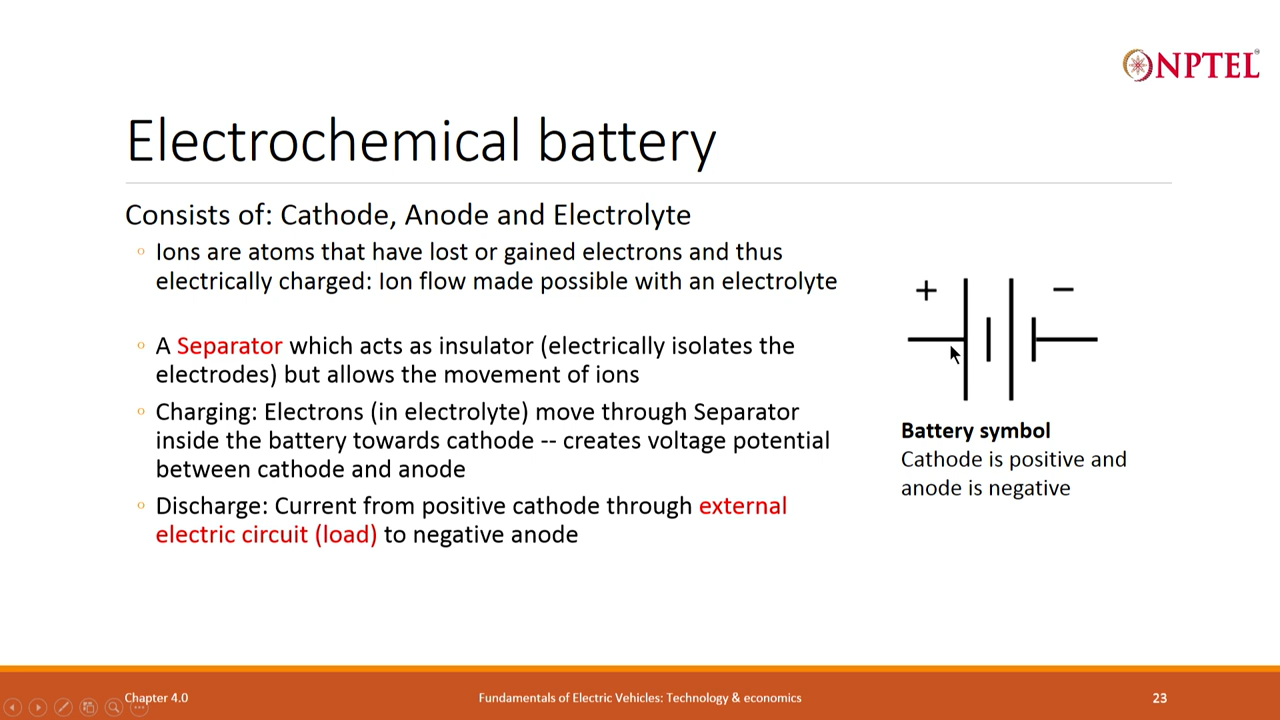 NPTEL
Electrochemical battery
Consists of: Cathode, Anode and Electrolyte
Ions are atoms that have lost or gained electrons and thus
electrically charged: Ion flow made possible with an electrolyte
A Separator which acts as insulator (electrically isolates the
electrodes) but allows the movement of ions
Charging: Electrons (in electrolyte) move through Separator
inside the battery towards cathode -- creates voltage potential
between cathode and anode
Discharge: Current from positive cathode through external
electric circuit (load) to negative anode
+ −
Battery symbol
Cathode is positive and
anode is negative
Chapter 4.0
Fundamentals of Electric Vehicles: Technology & economics
23